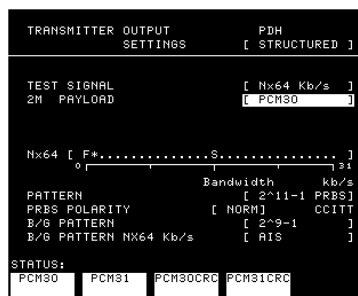 TRANSMITTER OUTPUT PDH
SETTINGS [ STRUCTURED ]
TEST SIGNAL [ Nx64 Kb/s ]
2M PAYLOAD [ PCM30 ]
Nx64 [ F*...............S............... ]
0 31
Bandwidth kb/s
PATTERN [ 2^11-1 PRBS]
PRBS POLARITY [ NORM] CCITT
B/G PATTERN [ 2^9-1 ]
B/G PATTERN NX64 Kb/s [ AIS ]
STATUS:
PCM30 PCM31 PCM30CRC PCM31CRC